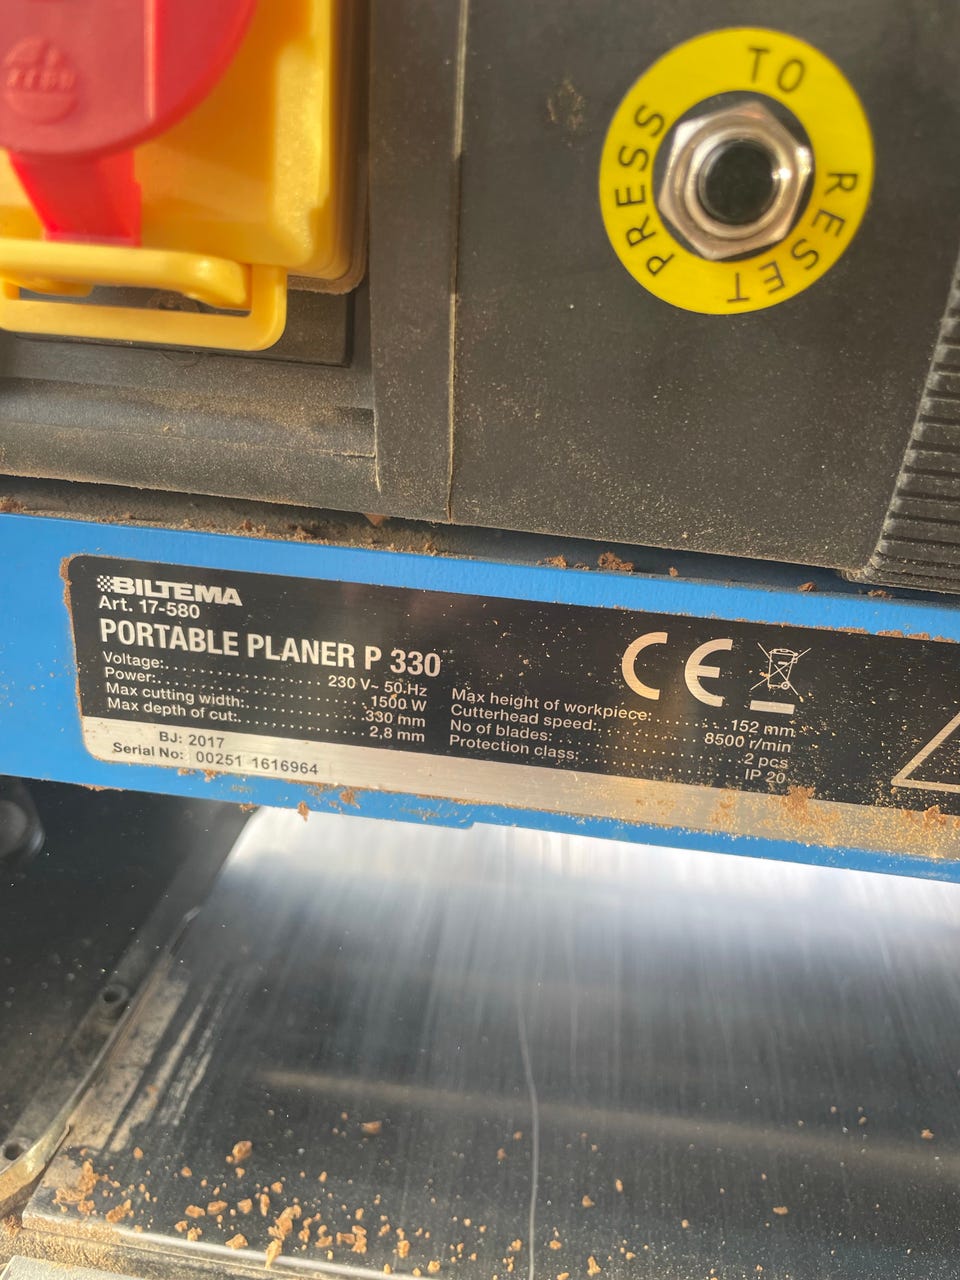 KEDU
PRESS TO RESET
BILTEMA
Art. 17-580
PORTABLE PLANER P 330
Voltage:.......................... 230 V~ 50 Hz
Power:.......................... 1500 W
Max cutting width:.......................... 330 mm
Max depth of cut:.......................... 2,8 mm
Max height of workpiece:.......... 152 mm
Cutterhead speed:.......... 8500 r/min
No of blades:.......... 2 pcs
Protection class:.......... IP 20
CE
BJ: 2017
Serial No: 00251 1616964